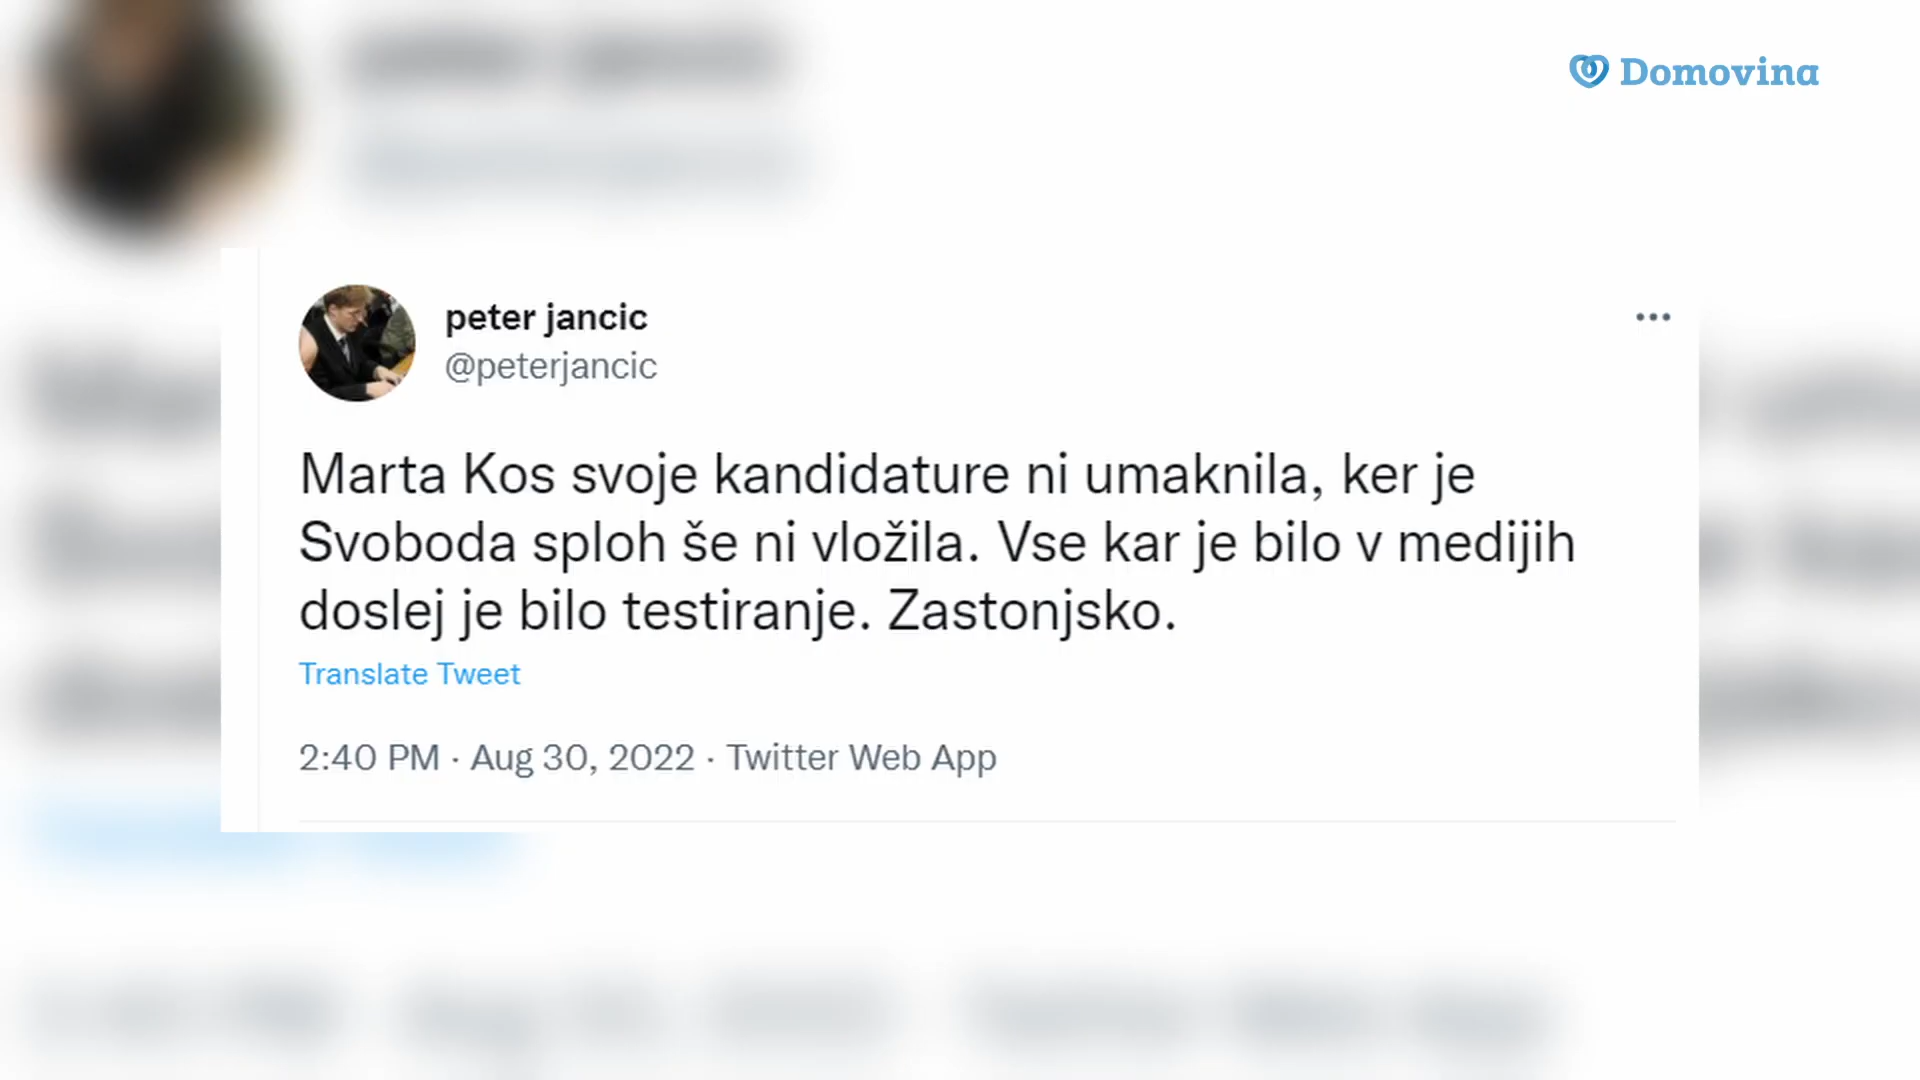 Domovina
peter jancic
@peterjancic
Marta Kos svoje kandidature ni umaknila, ker je
Svoboda sploh še ni vložila. Vse kar je bilo v medijih
doslej je bilo testiranje. Zastonjsko.
Translate Tweet
2:40 PM · Aug 30, 2022 · Twitter Web App